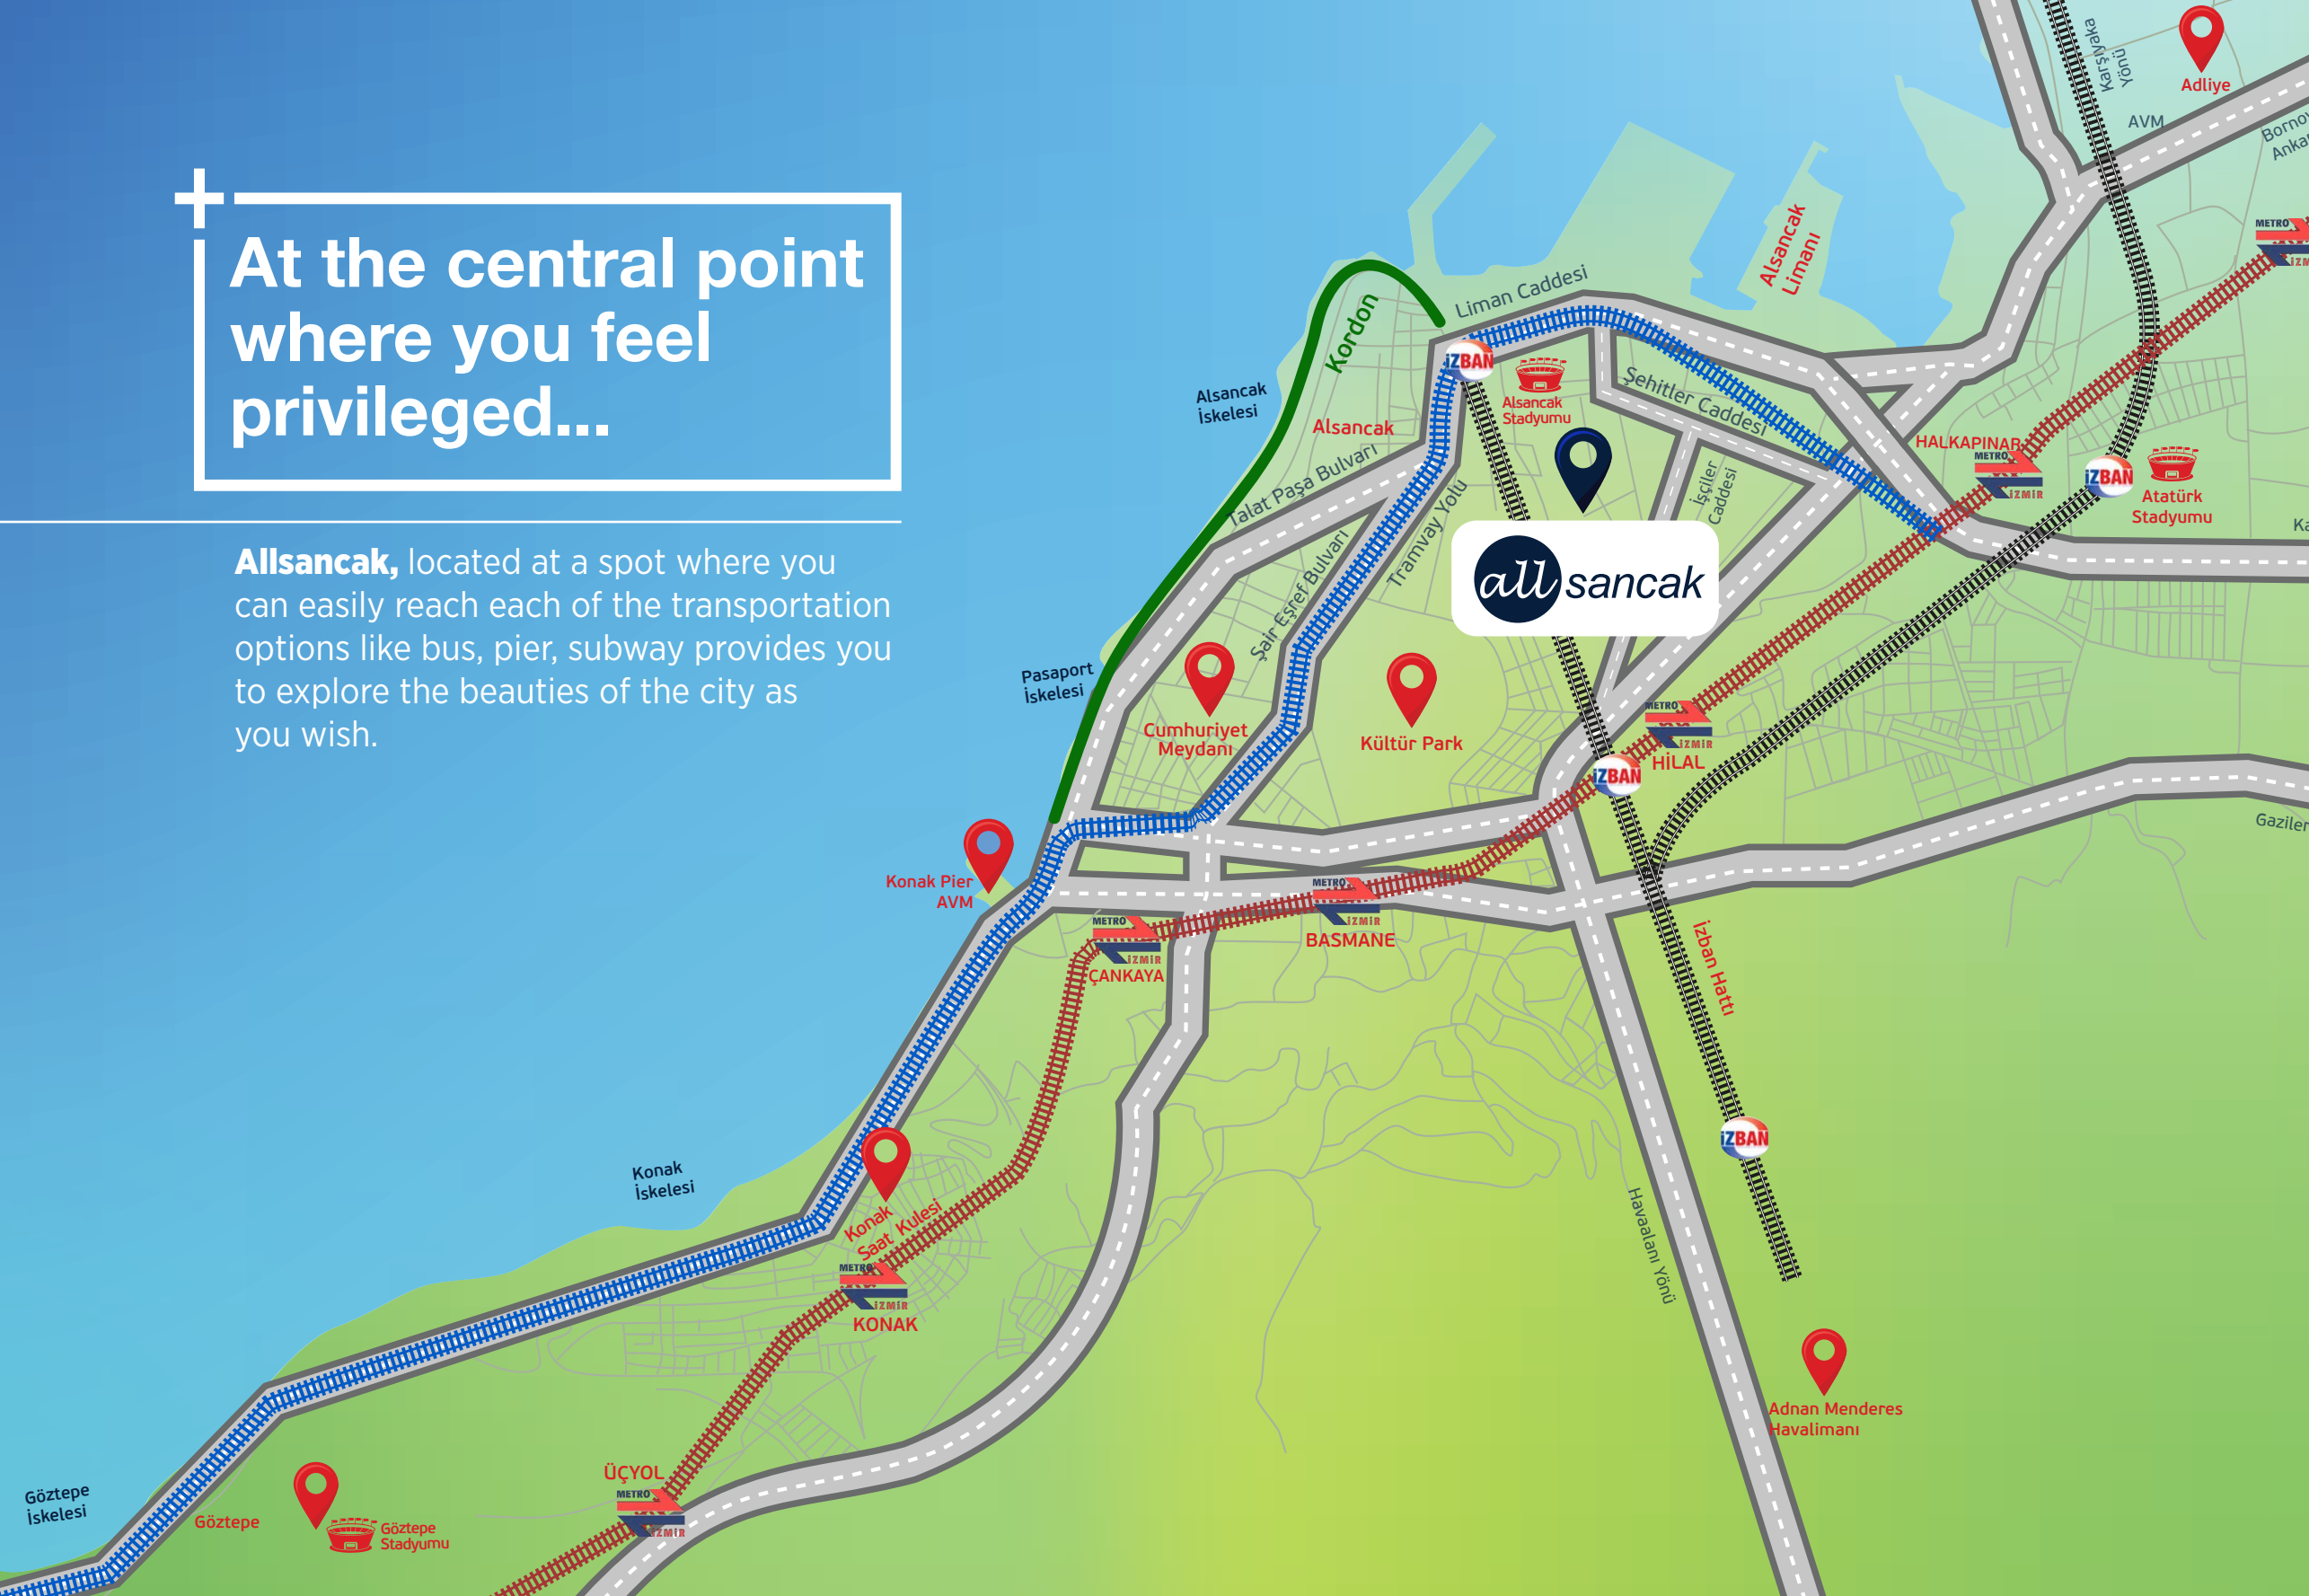 At the central point
where you feel
privileged...
Allsancak, located at a spot where you
can easily reach each of the transportation
options like bus, pier, subway provides you
to explore the beauties of the city as
you wish.
Karşıyaka
Yönü
Adliye
AVM
METRO
İZMİR
Alsancak
Limanı
Liman Caddesi
Kordon
İZBAN
Alsancak
Stadyumu
Şehitler Caddesi
Alsancak
İskelesi
Alsancak
Talat Paşa Bulvarı
Tramvay Yolu
Şair Eşref Bulvarı
İşçiler
Caddesi
HALKAPINAR
METRO
İZMİR
İZBAN
Atatürk
Stadyumu
all sancak
Pasaport
İskelesi
Cumhuriyet
Meydanı
Kültür Park
METRO
İZMİR
HİLAL
İZBAN
Konak Pier
AVM
METRO
İZMİR
ÇANKAYA
METRO
İZMİR
BASMANE
İzban Hattı
İZBAN
Havaalanı Yönü
Adnan Menderes
Havalimanı
Konak
İskelesi
Konak
Saat Kulesi
METRO
İZMİR
KONAK
ÜÇYOL
METRO
İZMİR
Göztepe
İskelesi
Göztepe
Göztepe
Stadyumu